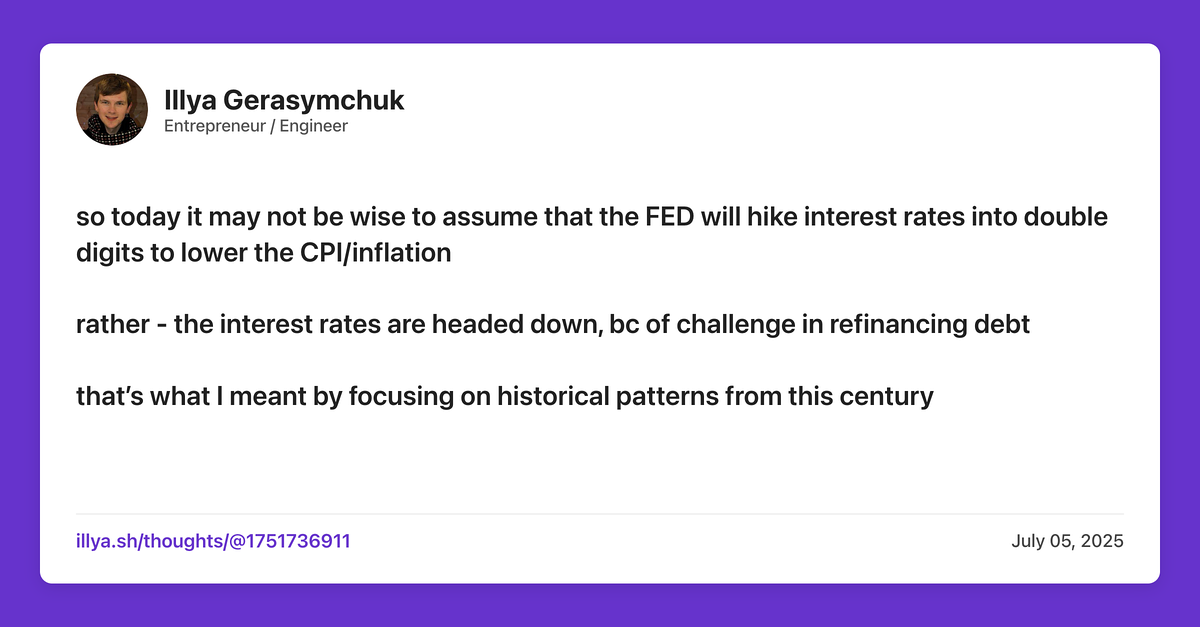 Illya Gerasymchuk
Entrepreneur / Engineer
so today it may not be wise to assume that the FED will hike interest rates into double
digits to lower the CPI/inflation
rather - the interest rates are headed down, bc of challenge in refinancing debt
that’s what I meant by focusing on historical patterns from this century
illya.sh/thoughts/@1751736911
July 05, 2025